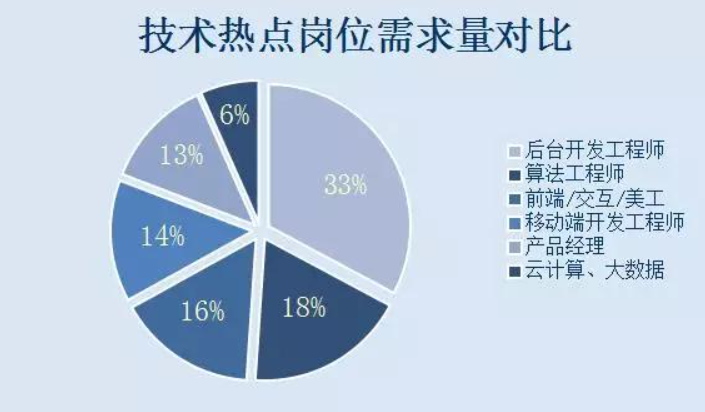 技术热点岗位需求量对比
6%
13%
33%
14%
16%
18%
后台开发工程师
算法工程师
前端/交互/美工
移动端开发工程师
产品经理
云计算、大数据